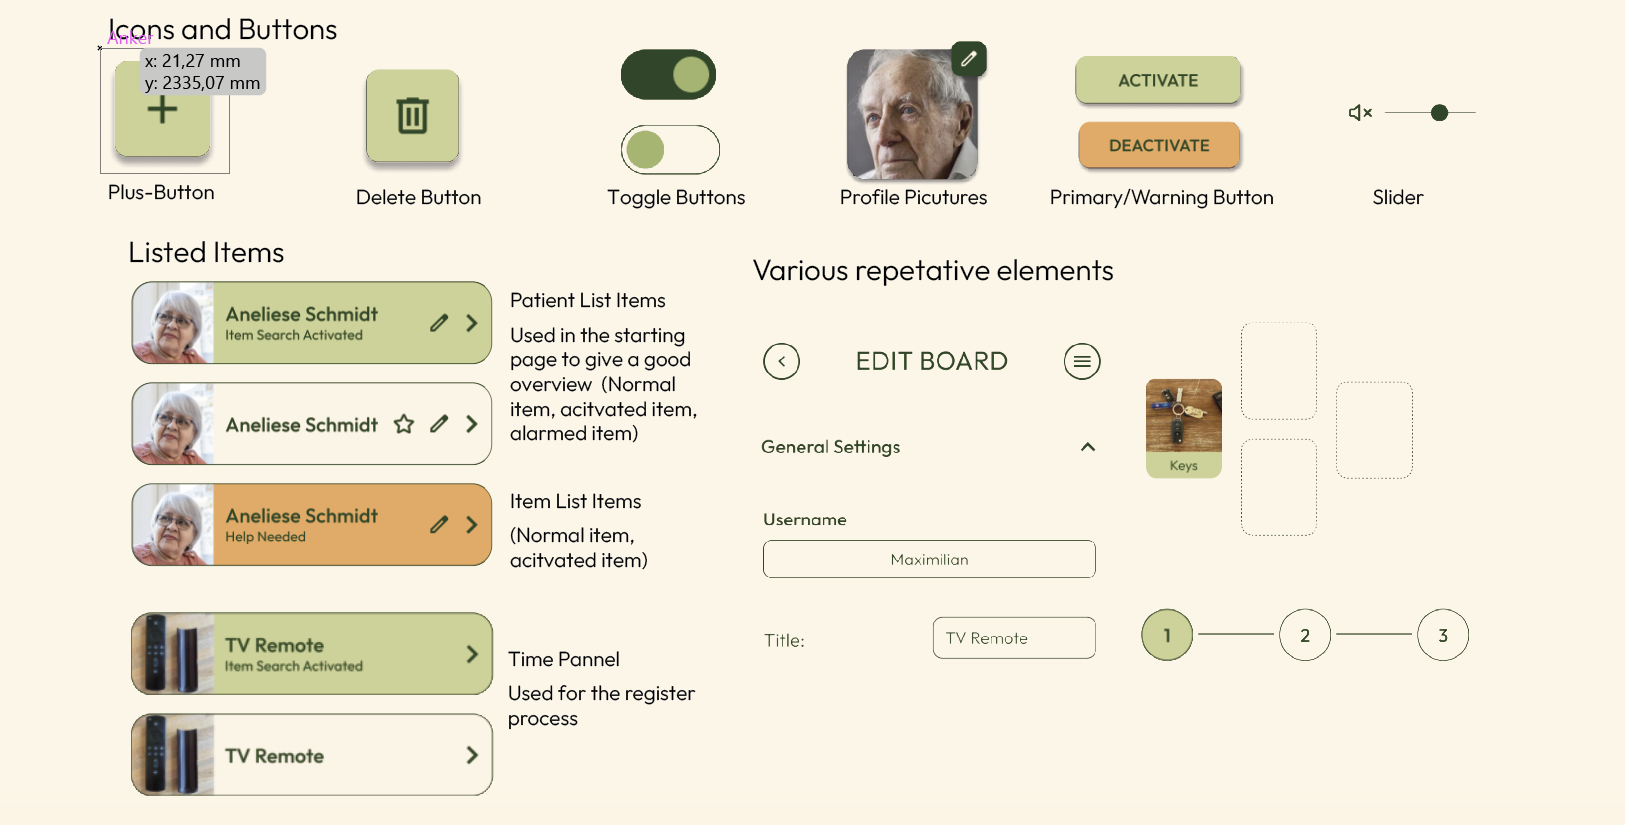 Icons and Buttons
Anker
x: 21,27 mm
y: 2335,07 mm
Plus-Button
Delete Button
Toggle Buttons
Profile Picutures
ACTIVATE
DEACTIVATE
Primary/Warning Button
Slider
Listed Items
Aneliese Schmidt
Item Search Activated
Aneliese Schmidt
Aneliese Schmidt
Help Needed
TV Remote
Item Search Activated
TV Remote
Patient List Items
Used in the starting
page to give a good
overview (Normal
item, acitvated item,
alarmed item)
Item List Items
(Normal item,
acitvated item)
Time Pannel
Used for the register
process
Various repetative elements
EDIT BOARD
General Settings
Username
Maximilian
Title:
TV Remote
Keys
1
2
3